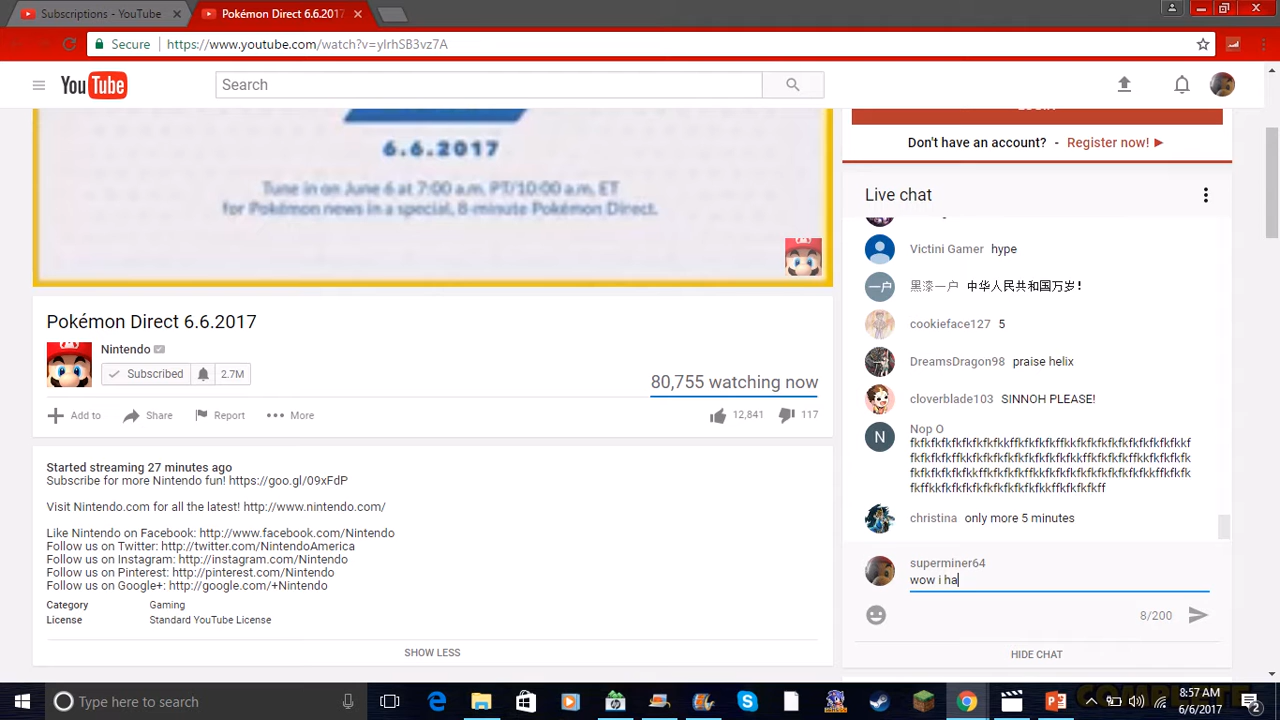 Subscriptions - YouTube
Pokémon Direct 6.6.2017
Secure
https://www.youtube.com/watch?v=yIrhSB3vz7A
YouTube
Search
6.6.2017
Tune in on June 6 at 7:00 a.m. PT/10:00 a.m. ET
for Pokémon news in a special, 8-minute Pokémon Direct.
Don't have an account? - Register now!
Pokémon Direct 6.6.2017
Nintendo
Subscribed 2.7M
80,755 watching now
Add to Share Report More
12,841 117
Started streaming 27 minutes ago
Subscribe for more Nintendo fun! https://goo.gl/09xFdP
Visit Nintendo.com for all the latest! http://www.nintendo.com/
Like Nintendo on Facebook: http://www.facebook.com/Nintendo
Follow us on Twitter: http://twitter.com/NintendoAmerica
Follow us on Instagram: http://instagram.com/Nintendo
Follow us on Pinterest: http://pinterest.com/Nintendo
Follow us on Google+: http://google.com/+Nintendo
Category Gaming
License Standard YouTube License
SHOW LESS
Live chat
Victini Gamer hype
一户 黒漆一户 中华人民共和国万岁!
cookieface127 5
DreamsDragon98 praise helix
cloverblade103 SINNOH PLEASE!
N Nop O
christina only more 5 minutes
superminer64
wow i ha
8/200
HIDE CHAT
Type here to search
8:57 AM
6/6/2017
2